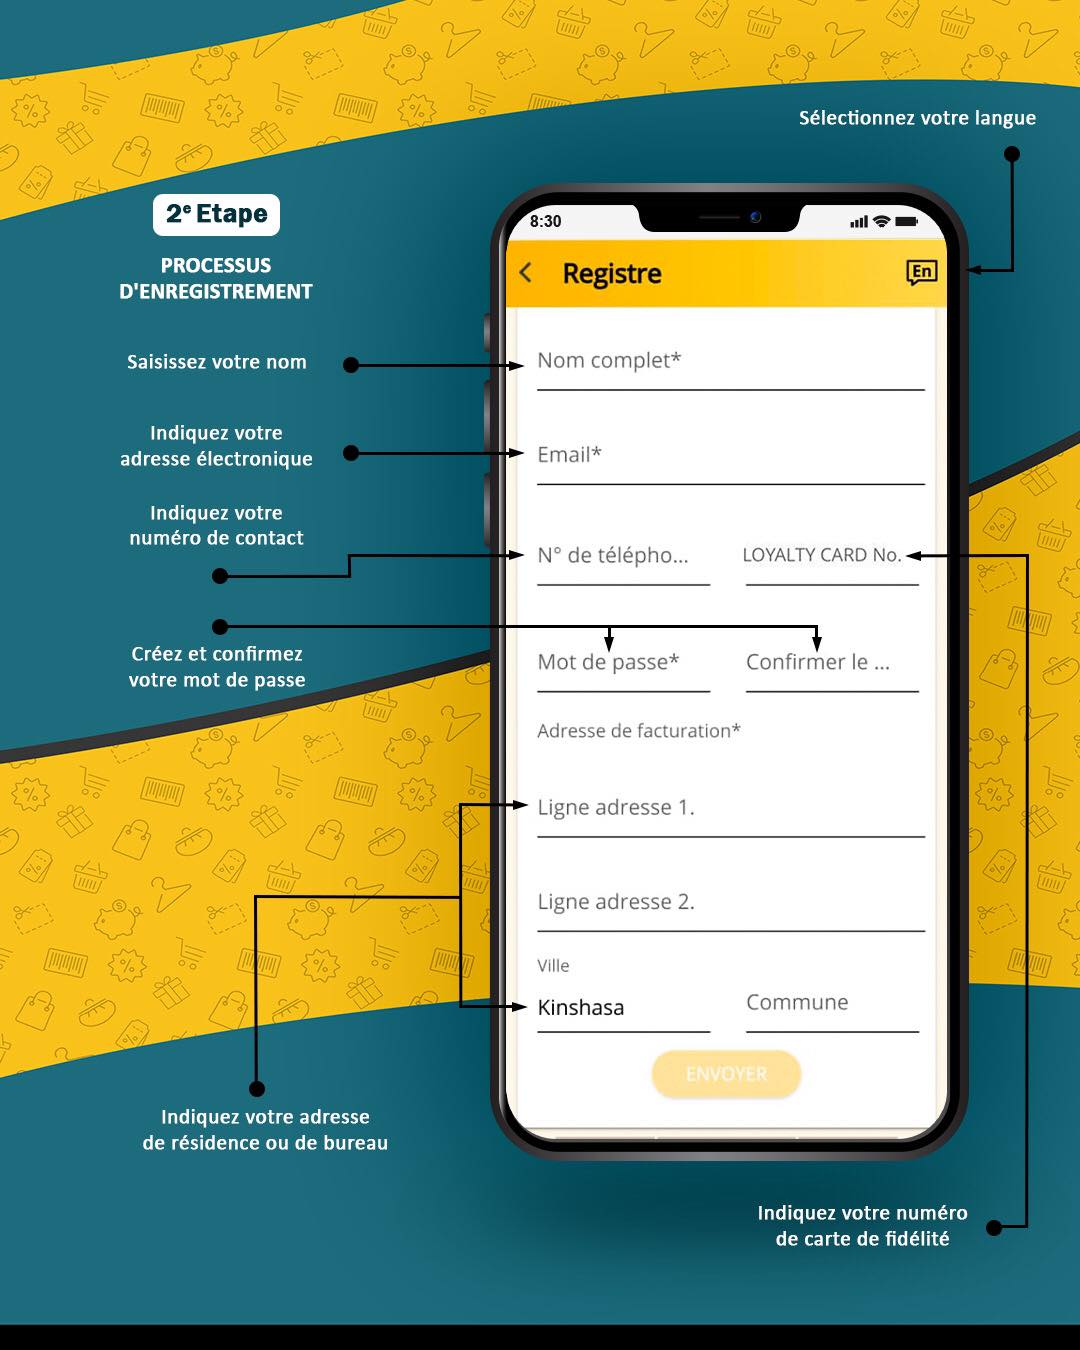 Sélectionnez votre langue
2e Etape
PROCESSUS
D'ENREGISTREMENT
8:30
Registre
En
Saisissez votre nom
Nom complet*
Indiquez votre
adresse électronique
Email*
Indiquez votre
numéro de contact
N° de télépho...
LOYALTY CARD No.
Créez et confirmez
votre mot de passe
Mot de passe*
Confirmer le ...
Adresse de facturation*
Ligne adresse 1.
Ligne adresse 2.
Ville
Kinshasa
Commune
ENVOYER
Indiquez votre adresse
de résidence ou de bureau
Indiquez votre numéro
de carte de fidélité